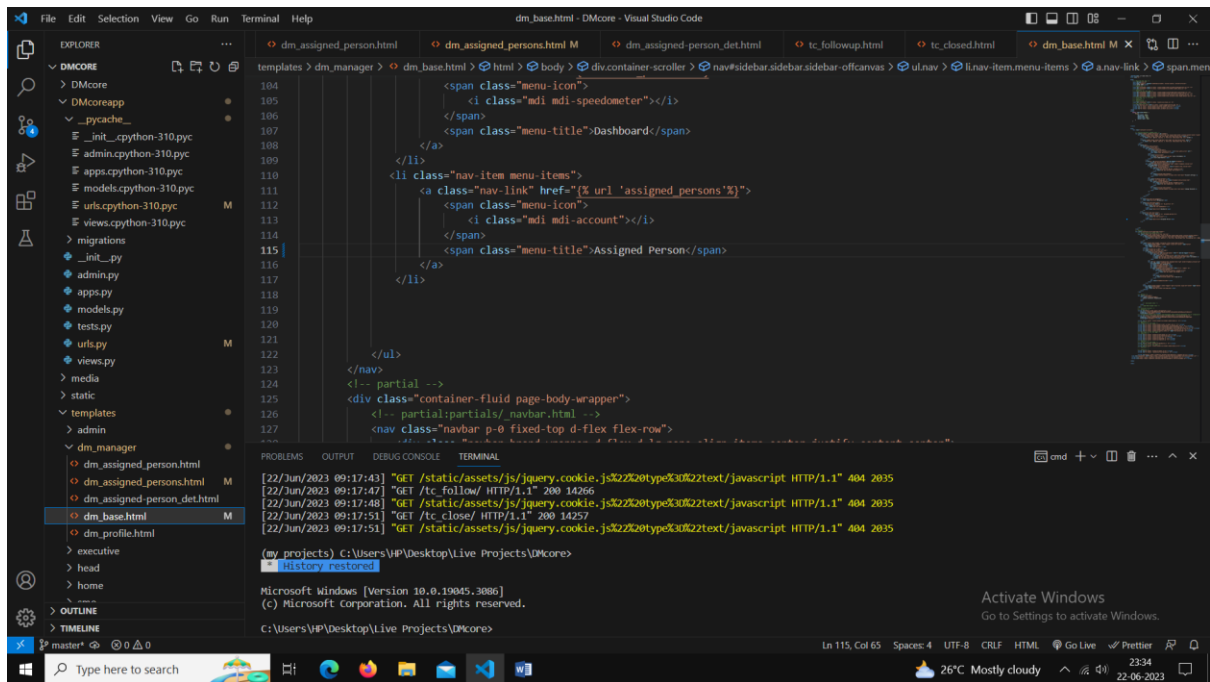 File Edit Selection View Go Run Terminal Help
dm_base.html - DMcore - Visual Studio Code
EXPLORER
dm_assigned_person.html
dm_assigned_persons.html M
dm_assigned-person_det.html
tc_followup.html
tc_closed.html
dm_base.html M
templates > dm_manager > dm_base.html > html > body > div.container-scroller > nav#sidebar.sidebar.sidebar-offcanvas > ul.nav > li.nav-item.menu-items > a.nav-link > span.men
DMCORE
DMcore
DMcoreapp
__pycache__
__init__.cpython-310.pyc
admin.cpython-310.pyc
apps.cpython-310.pyc
models.cpython-310.pyc
urls.cpython-310.pyc M
views.cpython-310.pyc
migrations
__init__.py
admin.py
apps.py
models.py
tests.py
urls.py M
views.py
media
static
templates
admin
dm_manager
dm_assigned_person.html
dm_assigned_persons.html M
dm_assigned-person_det.html
dm_base.html M
dm_profile.html
executive
head
home
OUTLINE
TIMELINE
104 <span class="menu-icon">
105 <i class="mdi mdi-speedometer"></i>
106 </span>
107 <span class="menu-title">Dashboard</span>
108 </a>
109 </li>
110 <li class="nav-item menu-items">
111 <a class="nav-link" href="{% url 'assigned_persons'%}">
112 <span class="menu-icon">
113 <i class="mdi mdi-account"></i>
114 </span>
115 <span class="menu-title">Assigned Person</span>
116 </a>
117 </li>
118
119
120
121
122 </ul>
123 </nav>
124 <!-- partial -->
125 <div class="container-fluid page-body-wrapper">
126 <!-- partial:partials/_navbar.html -->
127 <nav class="navbar p-0 fixed-top d-flex flex-row">
PROBLEMS OUTPUT DEBUG CONSOLE TERMINAL
cmd
[22/Jun/2023 09:17:43] "GET /static/assets/js/jquery.cookie.js%22%20type%3D%22text/javascript HTTP/1.1" 404 2035
[22/Jun/2023 09:17:47] "GET /tc_follow/ HTTP/1.1" 200 14266
[22/Jun/2023 09:17:48] "GET /static/assets/js/jquery.cookie.js%22%20type%3D%22text/javascript HTTP/1.1" 404 2035
[22/Jun/2023 09:17:51] "GET /tc_close/ HTTP/1.1" 200 14257
[22/Jun/2023 09:17:51] "GET /static/assets/js/jquery.cookie.js%22%20type%3D%22text/javascript HTTP/1.1" 404 2035
(my projects) C:\Users\HP\Desktop\Live Projects\DMcore>
* History restored
Microsoft Windows [Version 10.0.19045.3086]
(c) Microsoft Corporation. All rights reserved.
C:\Users\HP\Desktop\Live Projects\DMcore>
Activate Windows
Go to Settings to activate Windows.
master* 0 0
Ln 115, Col 65 Spaces: 4 UTF-8 CRLF HTML Go Live Prettier
Type here to search
26°C Mostly cloudy
23:34
22-06-2023